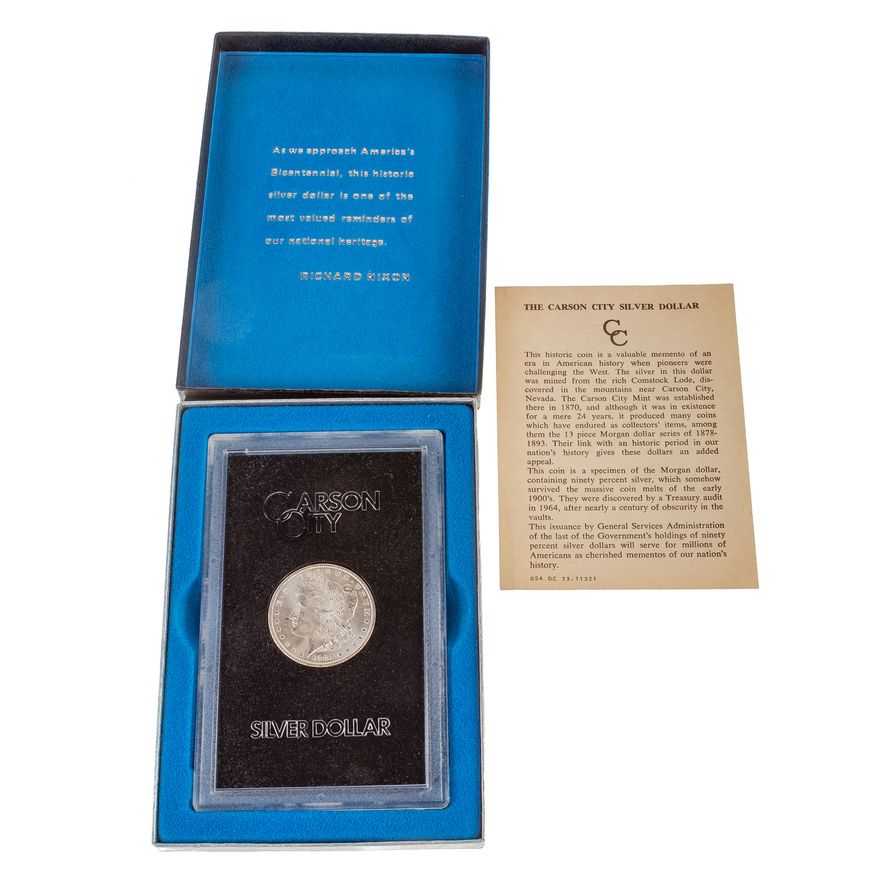 As we approach America's
Bicentennial, this historic
silver dollar is one of the
most valued reminders of
our national heritage.
RICHARD NIXON
CARSON
CITY
SILVER DOLLAR
THE CARSON CITY SILVER DOLLAR
CC
This historic coin is a valuable memento of an
era in American history when pioneers were
challenging the West. The silver in this dollar
was mined from the rich Comstock Lode, dis-
covered in the mountains near Carson City,
Nevada. The Carson City Mint was established
there in 1870, and although it was in existence
for a mere 24 years, it produced many coins
which have endured as collectors' items, among
them the 13 piece Morgan dollar series of 1878-
1893. Their link with an historic period in our
nation's history gives these dollars an added
appeal.
This coin is a specimen of the Morgan dollar,
containing ninety percent silver, which somehow
survived the massive coin melts of the early
1900's. They were discovered by a Treasury audit
in 1964, after nearly a century of obscurity in the
vaults.
This issuance by General Services Administration
of the last of the Government's holdings of ninety
percent silver dollars will serve for millions of
Americans as cherished mementos of our nation's
history.
GSA DC 73-11321